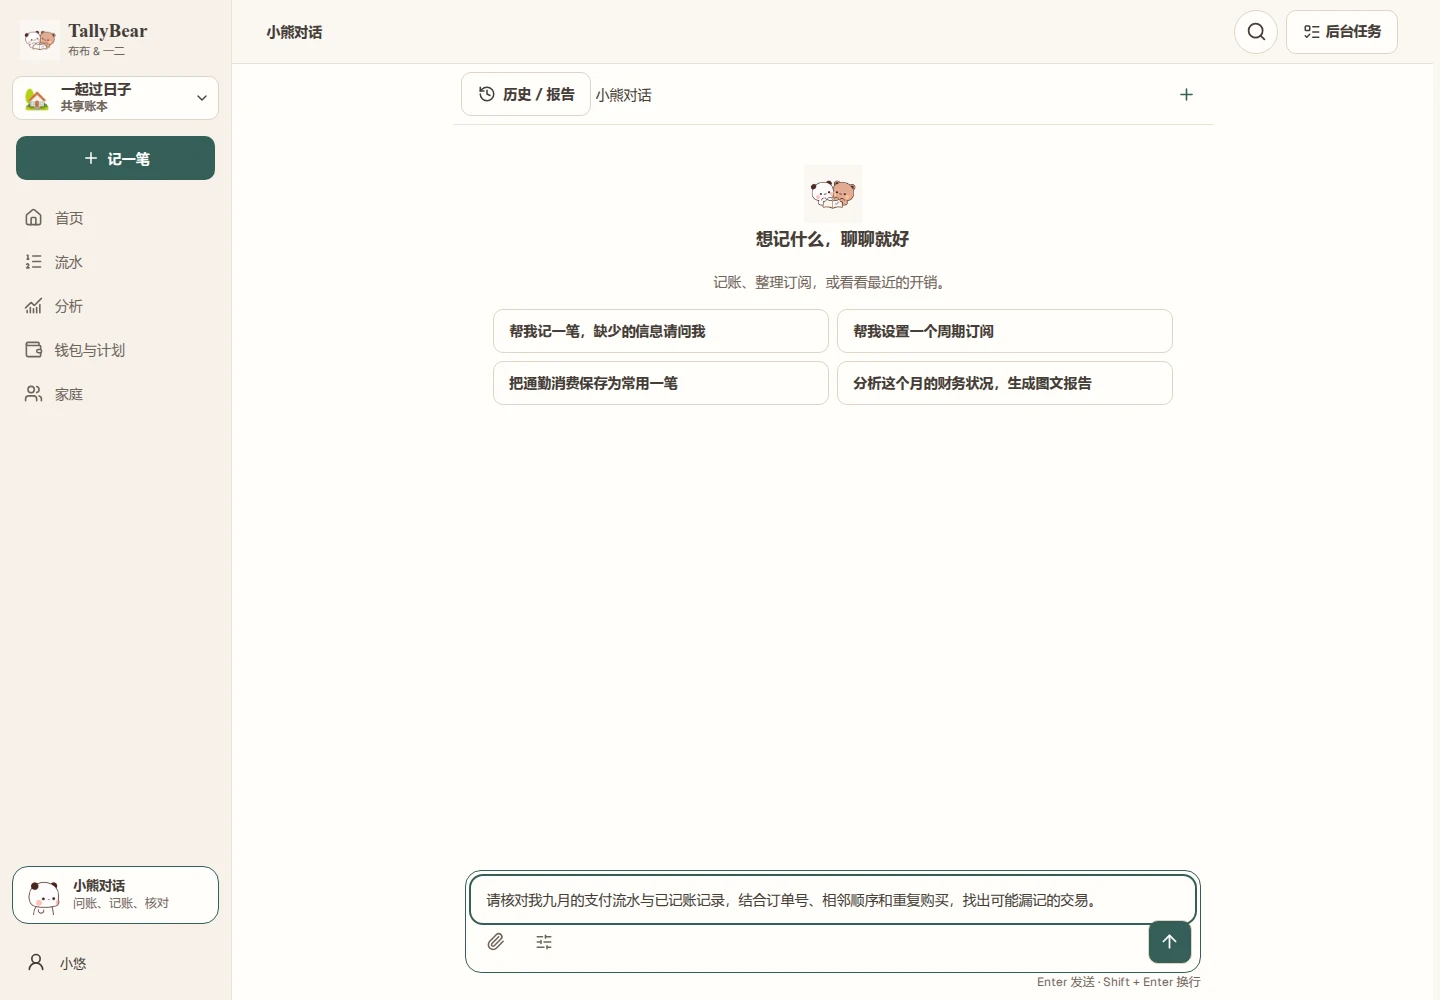 TallyBear
布布 & 一二
一起过日子
共享账本
记一笔
首页
流水
分析
钱包与计划
家庭
小熊对话
问账、记账、核对
小悠
小熊对话
后台任务
历史 / 报告
小熊对话
想记什么，聊聊就好
记账、整理订阅，或看看最近的开销。
帮我记一笔，缺少的信息请问我
帮我设置一个周期订阅
把通勤消费保存为常用一笔
分析这个月的财务状况，生成图文报告
请核对我九月的支付流水与已记账记录，结合订单号、相邻顺序和重复购买，找出可能漏记的交易。
Enter 发送 · Shift + Enter 换行